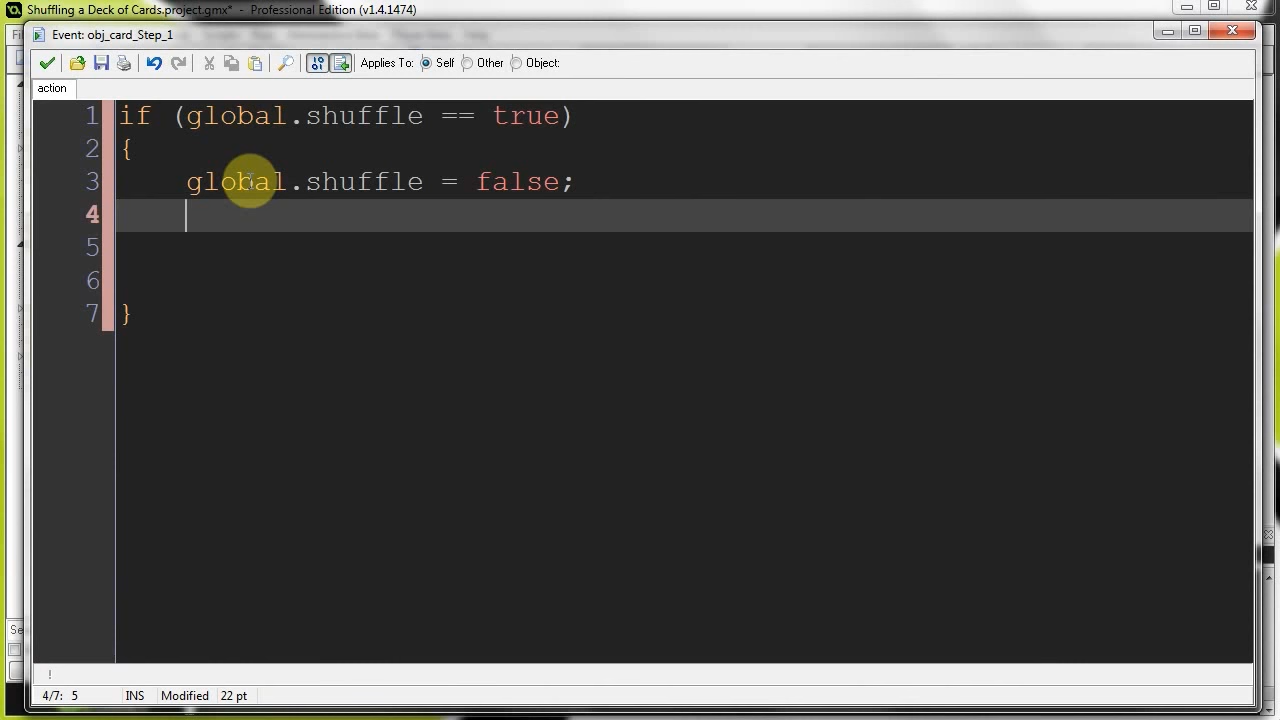 Shuffling a Deck of Cards.project.gmx* - Professional Edition (v1.4.1474)
Event: obj_card_Step_1
Applies To: Self Other Object:
action
1 if (global.shuffle == true)
2 {
3 global.shuffle = false;
4
5
6
7 }
Se
!
4/7: 5 INS Modified 22 pt